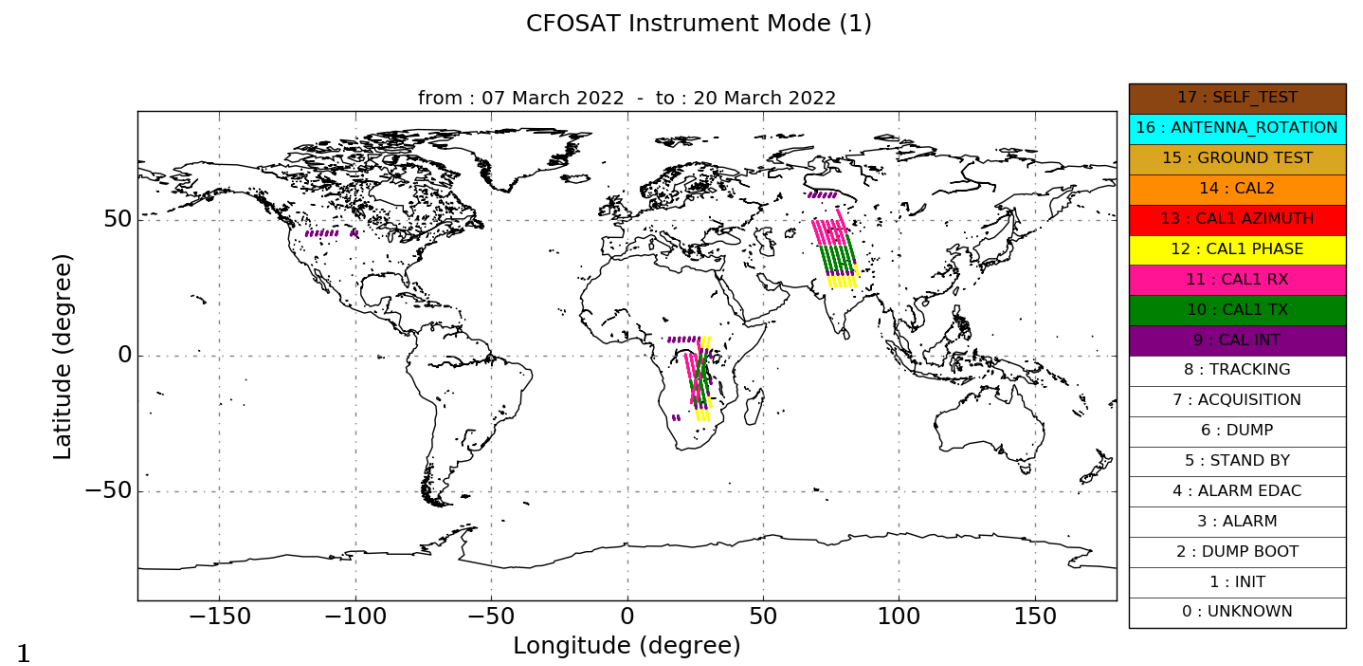 CFOSAT Instrument Mode (1)
from : 07 March 2022 - to : 20 March 2022
17 : SELF_TEST
16 : ANTENNA_ROTATION
15 : GROUND TEST
14 : CAL2
13 : CAL1 AZIMUTH
12 : CAL1 PHASE
11 : CAL1 RX
10 : CAL1 TX
9 : CAL INT
8 : TRACKING
7 : ACQUISITION
6 : DUMP
5 : STAND BY
4 : ALARM EDAC
3 : ALARM
2 : DUMP BOOT
1 : INIT
0 : UNKNOWN
Latitude (degree)
50
0
−50
−150 −100 −50 0 50 100 150
Longitude (degree)
1